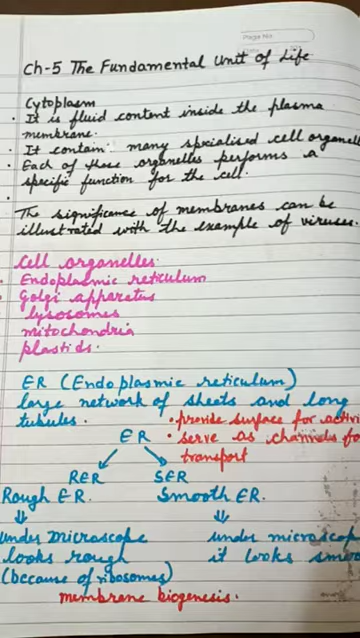 Page No.
Ch-5 The Fundamental Unit of Life
Cytoplasm
• It is fluid content inside the plasma
membrane.
• It contain many specialised cell organell
• Each of these organelles performs a
specific function for the cell.
•
The significance of membranes can be
illustrated with the example of viruses.
Cell organelles
• Endoplasmic reticulum
• Golgi apparatus
lysosomes
mitochondria
plastids.
ER (Endoplasmic reticulum)
large network of sheets and long
tubules. • provide surface for activi
ER • serve as channels for
transport
RER SER
Rough ER. Smooth ER.
under microscope under microscop
looks rough it looks smoo
(because of ribosomes)
membrane biogenesis.